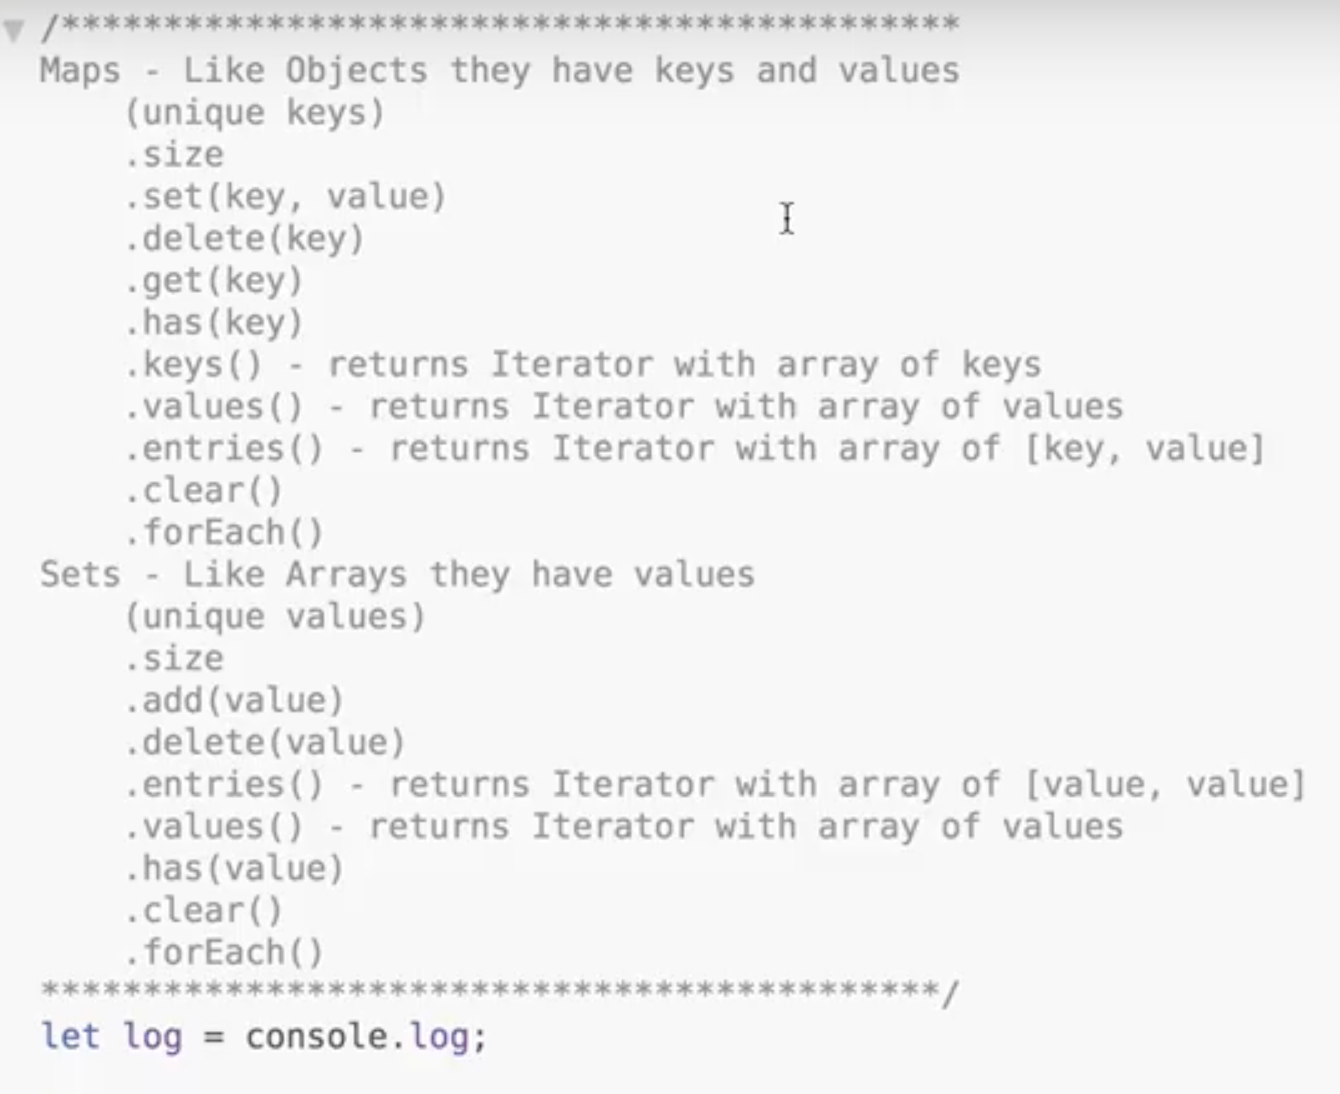 /********************************************
Maps - Like Objects they have keys and values
    (unique keys)
    .size
    .set(key, value)
    .delete(key)
    .get(key)
    .has(key)
    .keys() - returns Iterator with array of keys
    .values() - returns Iterator with array of values
    .entries() - returns Iterator with array of [key, value]
    .clear()
    .forEach()
Sets - Like Arrays they have values
    (unique values)
    .size
    .add(value)
    .delete(value)
    .entries() - returns Iterator with array of [value, value]
    .values() - returns Iterator with array of values
    .has(value)
    .clear()
    .forEach()
********************************************/
let log = console.log;